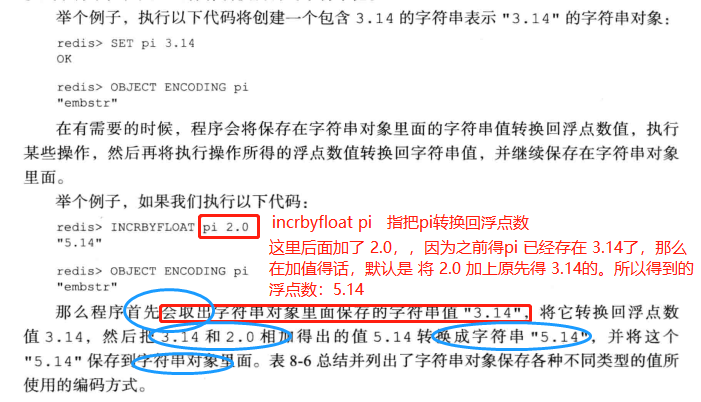 举个例子，执行以下代码将创建一个包含 3.14 的字符串表示 "3.14" 的字符串对象：
redis> SET pi 3.14
OK
redis> OBJECT ENCODING pi
"embstr"
在有需要的时候，程序会将保存在字符串对象里面的字符串值转换回浮点数值，执行
某些操作，然后再将执行操作所得的浮点数值转换回字符串值，并继续保存在字符串对象
里面。
举个例子，如果我们执行以下代码：
redis> INCRBYFLOAT pi 2.0
"5.14"
incrbyfloat pi 指把pi转换回浮点数
这里后面加了 2.0，，因为之前得pi 已经存在 3.14了，那么
在加值得话，默认是 将 2.0 加上原先得 3.14的。所以得到的
浮点数：5.14
redis> OBJECT ENCODING pi
"embstr"
那么程序首先会取出字符串对象里面保存的字符串值 "3.14"，将它转换回浮点数
值 3.14，然后把 3.14 和 2.0 相加得出的值 5.14 转换成字符串 "5.14"，并将这个
"5.14" 保存到字符串对象里面。表 8-6 总结并列出了字符串对象保存各种不同类型的值所
使用的编码方式。